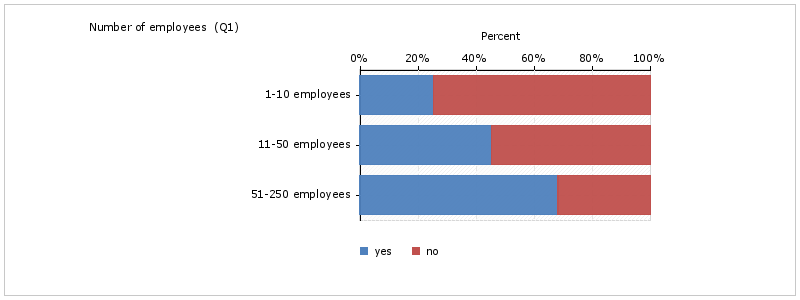 Number of employees  (Q1)
Percent
0% 20% 40% 60% 80% 100%
1-10 employees
11-50 employees
51-250 employees
yes no